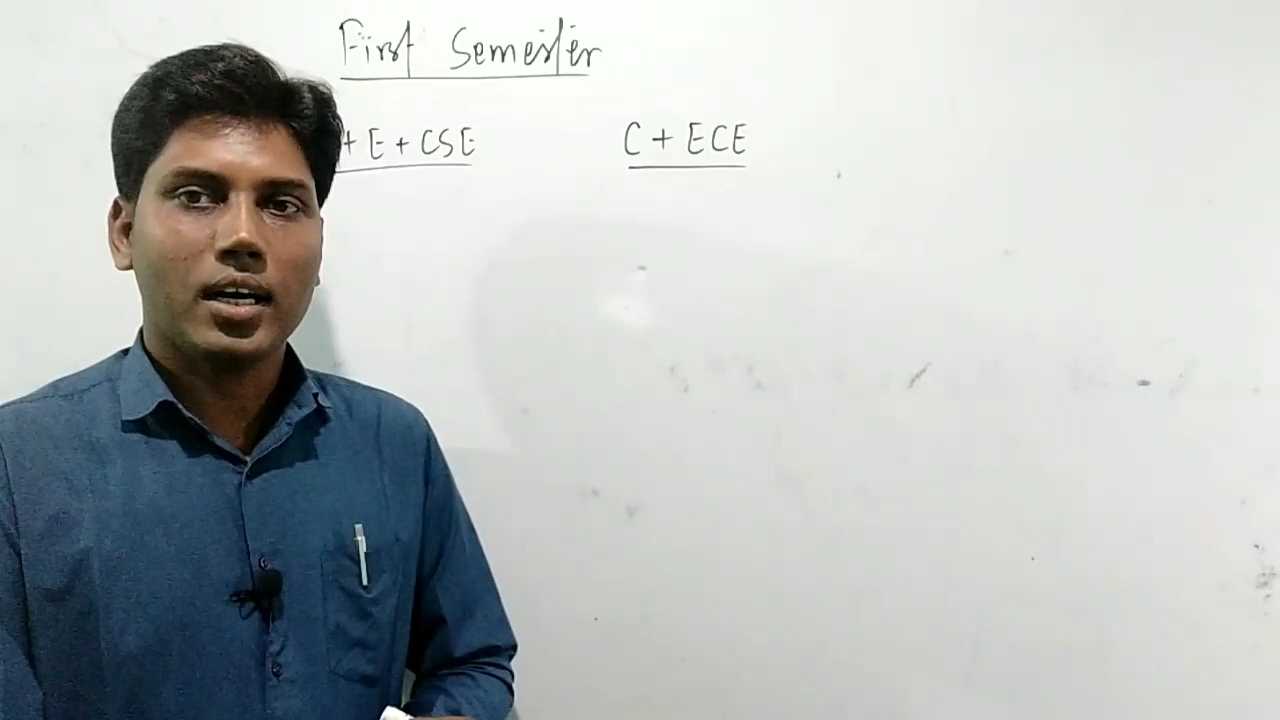 First Semester
+ E + CSE
C + ECE